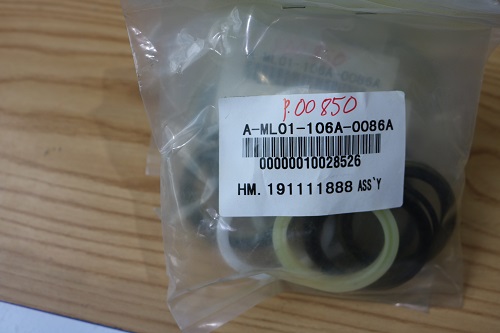 P.00850
A-ML01-106A-0086A
00000010028526
HM. 191111888 ASS'Y